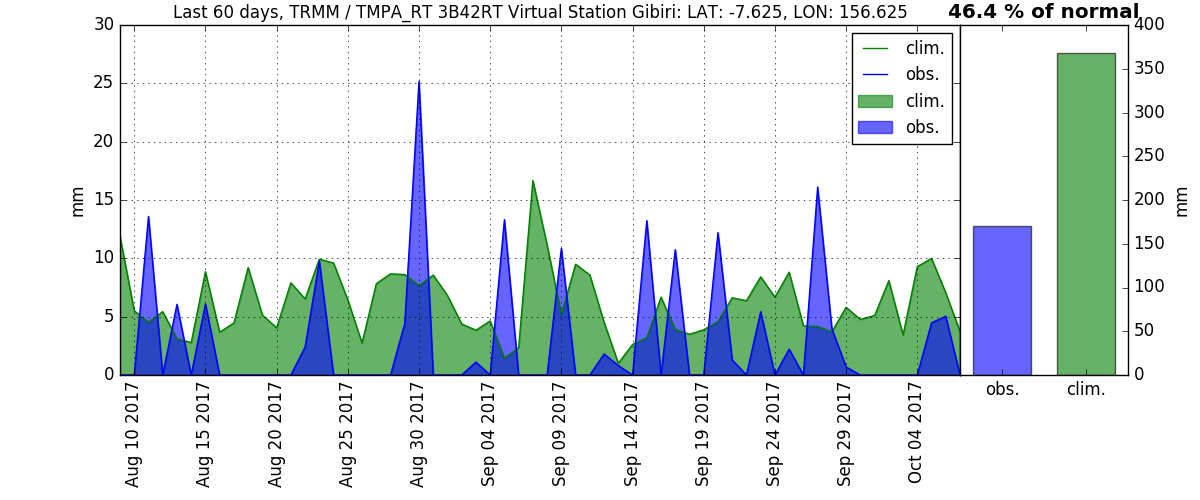 Last 60 days, TRMM / TMPA_RT 3B42RT Virtual Station Gibiri: LAT: -7.625, LON: 156.625
46.4 % of normal
mm
30
25
20
15
10
5
0
clim.
obs.
clim.
obs.
Aug 10 2017
Aug 15 2017
Aug 20 2017
Aug 25 2017
Aug 30 2017
Sep 04 2017
Sep 09 2017
Sep 14 2017
Sep 19 2017
Sep 24 2017
Sep 29 2017
Oct 04 2017
400
350
300
250
200
150
100
50
0
mm
obs.
clim.